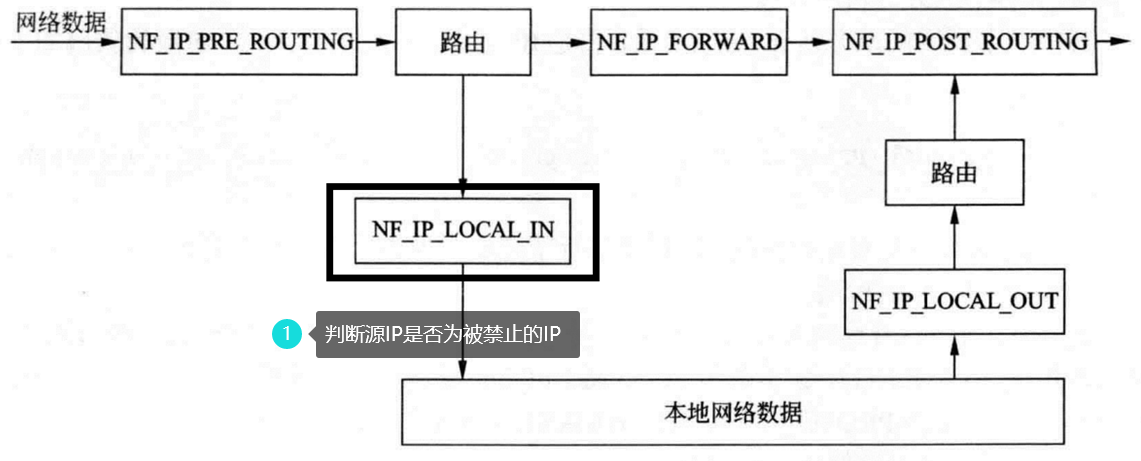 网络数据
NF_IP_PRE_ROUTING
路由
NF_IP_FORWARD
NF_IP_POST_ROUTING
路由
NF_IP_LOCAL_IN
NF_IP_LOCAL_OUT
1 判断源IP是否为被禁止的IP
本地网络数据